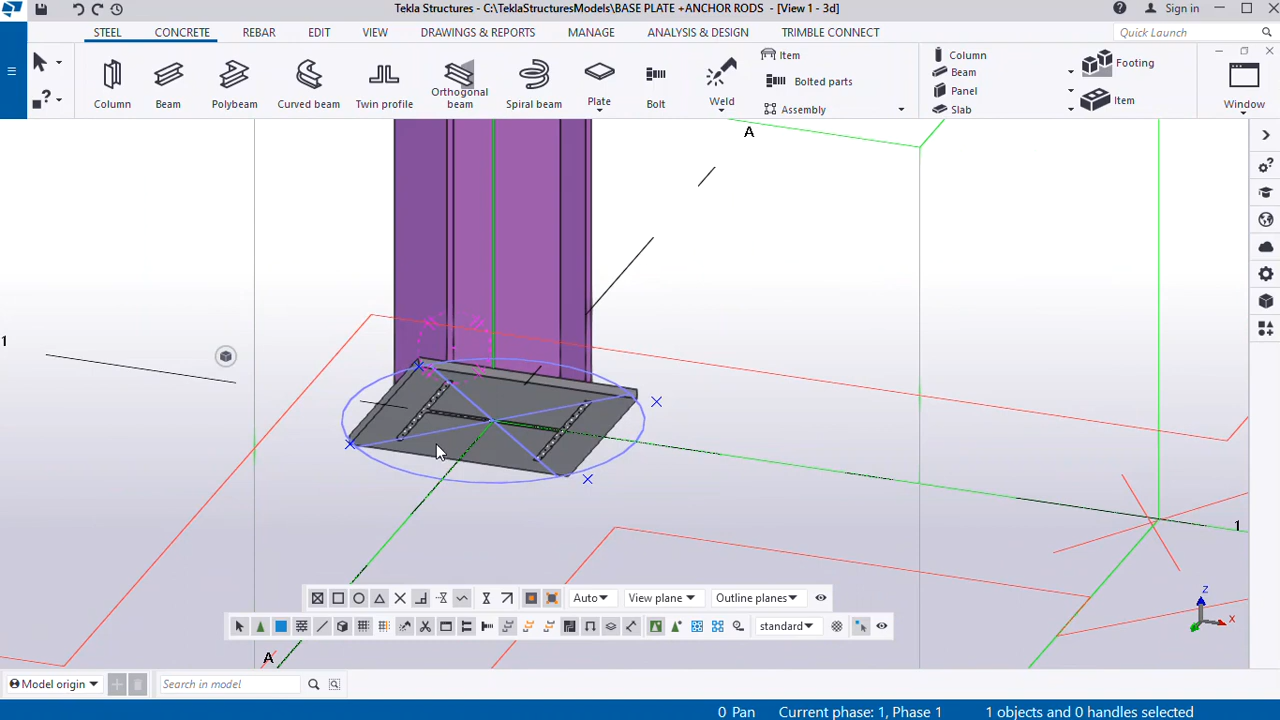 Tekla Structures - C:\TeklaStructuresModels\BASE PLATE +ANCHOR RODS - [View 1 - 3d]
Sign in
STEEL CONCRETE REBAR EDIT VIEW DRAWINGS & REPORTS MANAGE ANALYSIS & DESIGN TRIMBLE CONNECT
Quick Launch
Column Beam Polybeam Curved beam Twin profile Orthogonal beam Spiral beam Plate Bolt Weld
Item
Bolted parts
Assembly
Column
Beam
Panel
Slab
Footing
Item
Window
A
1
1
A
Z
X
Auto View plane Outline planes
standard
Model origin Search in model
0 Pan Current phase: 1, Phase 1 1 objects and 0 handles selected